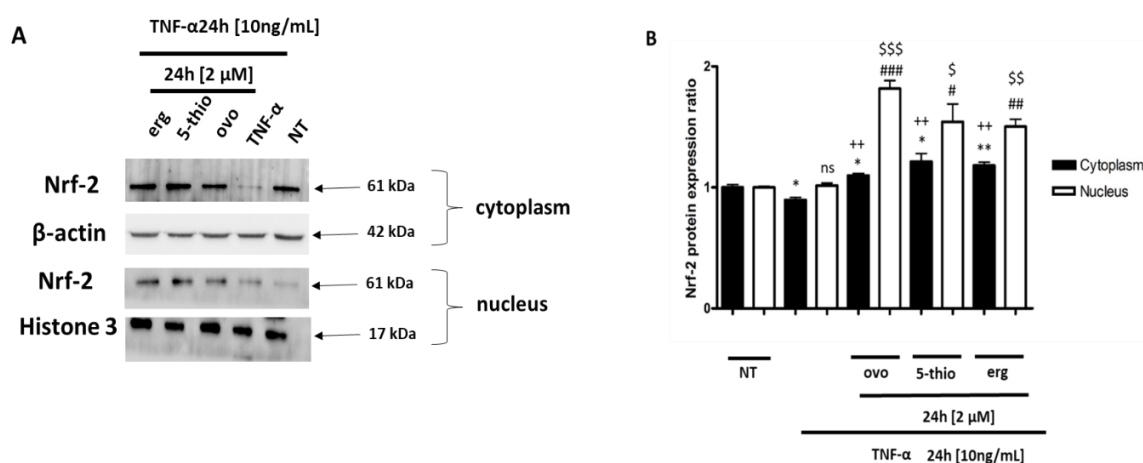 A
TNF-α24h [10ng/mL]
24h [2 μM]
erg
5-thio
ovo
TNF-α
NT
Nrf-2
61 kDa
cytoplasm
β-actin
42 kDa
Nrf-2
61 kDa
nucleus
Histone 3
17 kDa
B
Nrf-2 protein expression ratio
2
1
0
*
ns
++
*
$$$
###
++
*
$
#
++
**
$$
##
Cytoplasm
Nucleus
NT
ovo
5-thio
erg
24h [2 μM]
TNF-α 24h [10ng/mL]